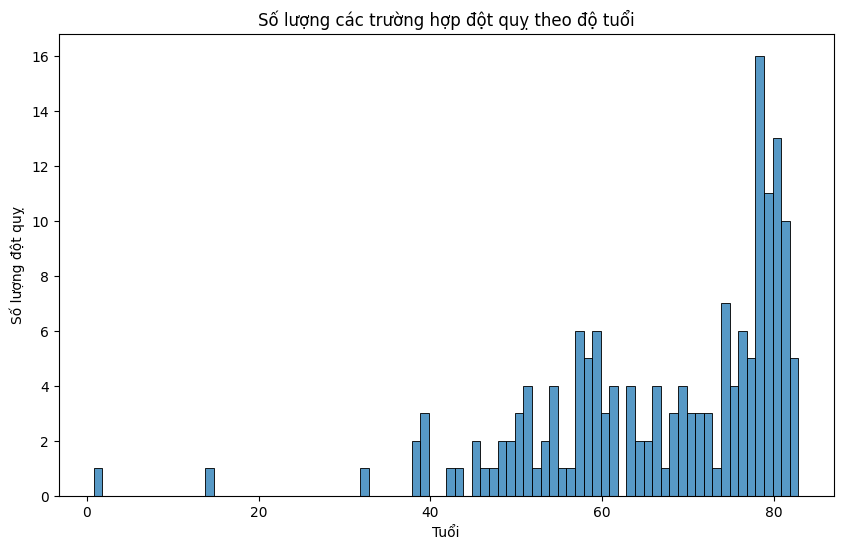 Số lượng các trường hợp đột quỵ theo độ tuổi
16
14
12
10
8
6
4
2
0
Số lượng đột quỵ
0 20 40 60 80
Tuổi